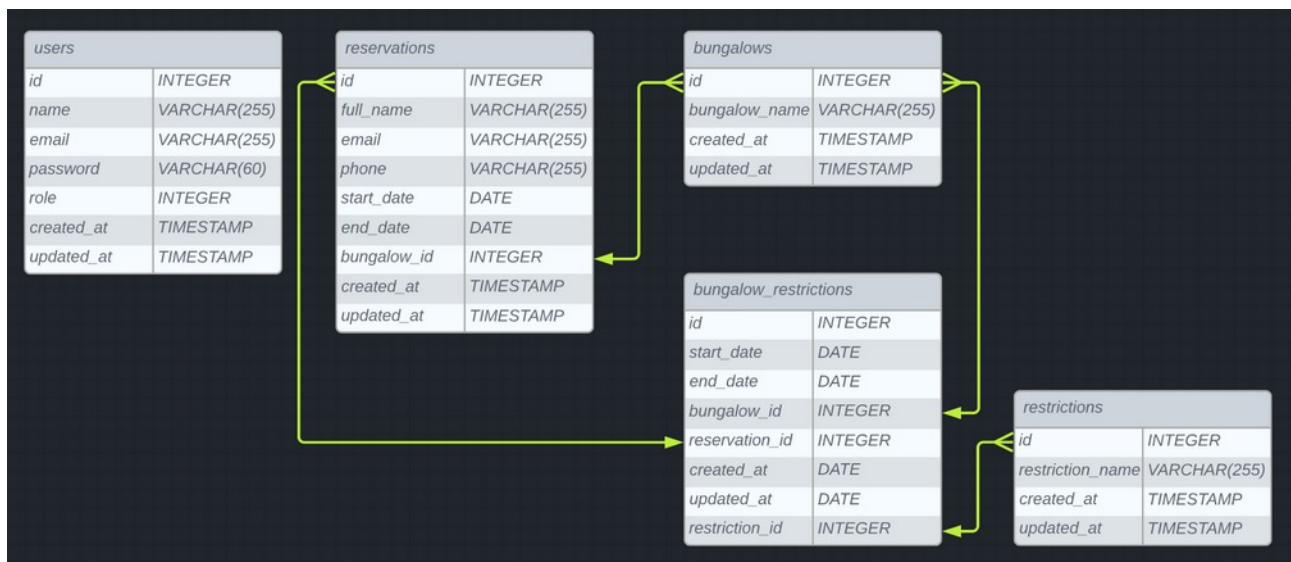 users
id INTEGER
name VARCHAR(255)
email VARCHAR(255)
password VARCHAR(60)
role INTEGER
created_at TIMESTAMP
updated_at TIMESTAMP
reservations
id INTEGER
full_name VARCHAR(255)
email VARCHAR(255)
phone VARCHAR(255)
start_date DATE
end_date DATE
bungalow_id INTEGER
created_at TIMESTAMP
updated_at TIMESTAMP
bungalows
id INTEGER
bungalow_name VARCHAR(255)
created_at TIMESTAMP
updated_at TIMESTAMP
bungalow_restrictions
id INTEGER
start_date DATE
end_date DATE
bungalow_id INTEGER
reservation_id INTEGER
created_at DATE
updated_at DATE
restriction_id INTEGER
restrictions
id INTEGER
restriction_name VARCHAR(255)
created_at TIMESTAMP
updated_at TIMESTAMP